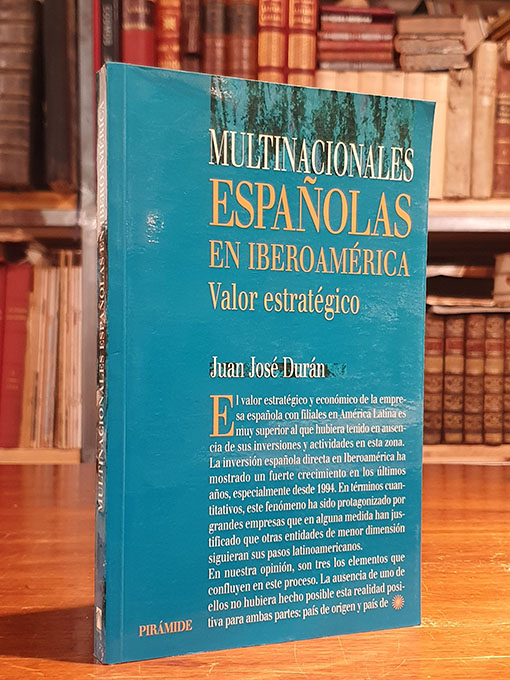 MULTINACIONALES
ESPAÑOLAS
EN IBEROAMÉRICA
Valor estratégico
Juan José Durán
El valor estratégico y económico de la empre-
sa española con filiales en América Latina es
muy superior al que hubiera tenido en ausen-
cia de sus inversiones y actividades en esta zona.
La inversión española directa en Iberoamérica ha
mostrado un fuerte crecimiento en los últimos
años, especialmente desde 1994. En términos cuan-
titativos, este fenómeno ha sido protagonizado por
grandes empresas que en alguna medida han jus-
tificado que otras entidades de menor dimensión
siguieran sus pasos latinoamericanos.
En nuestra opinión, son tres los elementos que
confluyen en este proceso. La ausencia de uno de
ellos no hubiera hecho posible esta realidad posi-
tiva para ambas partes: país de origen y país de
PIRÁMIDE
MULTINACIONALES ESPAÑOLAS EN IBEROAMÉRICA